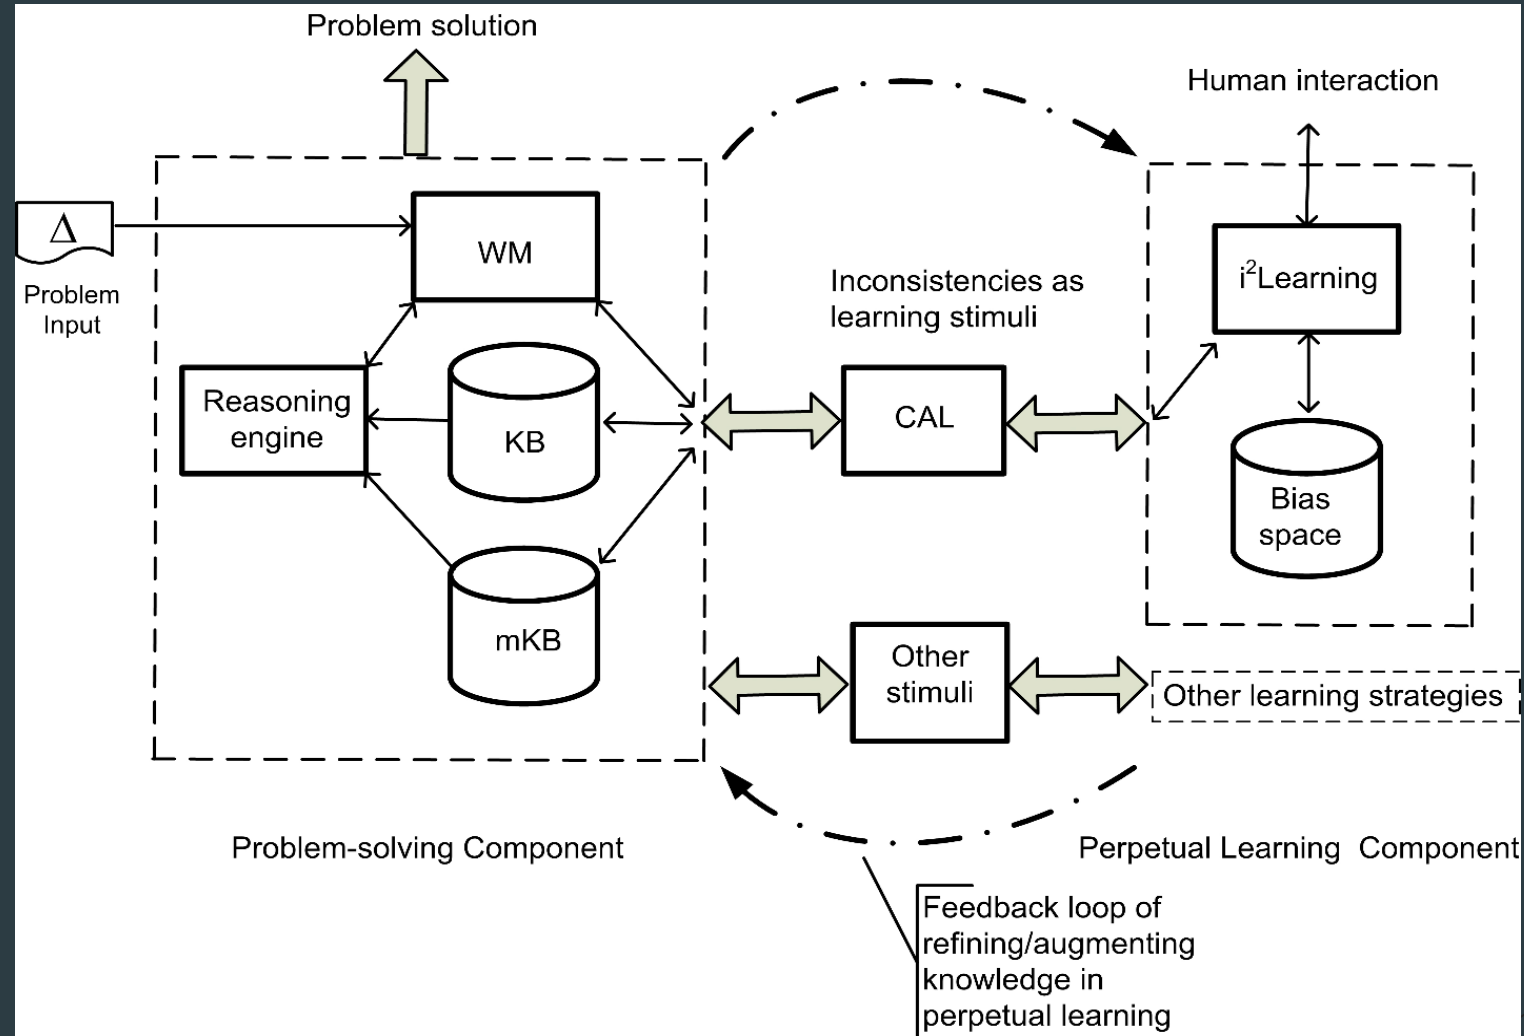 Problem solution
Human interaction
Δ
Problem
Input
WM
Reasoning
engine
KB
mKB
Inconsistencies as
learning stimuli
CAL
i²Learning
Bias
space
Other
stimuli
Other learning strategies
Problem-solving Component
Perpetual Learning Component
Feedback loop of
refining/augmenting
knowledge in
perpetual learning